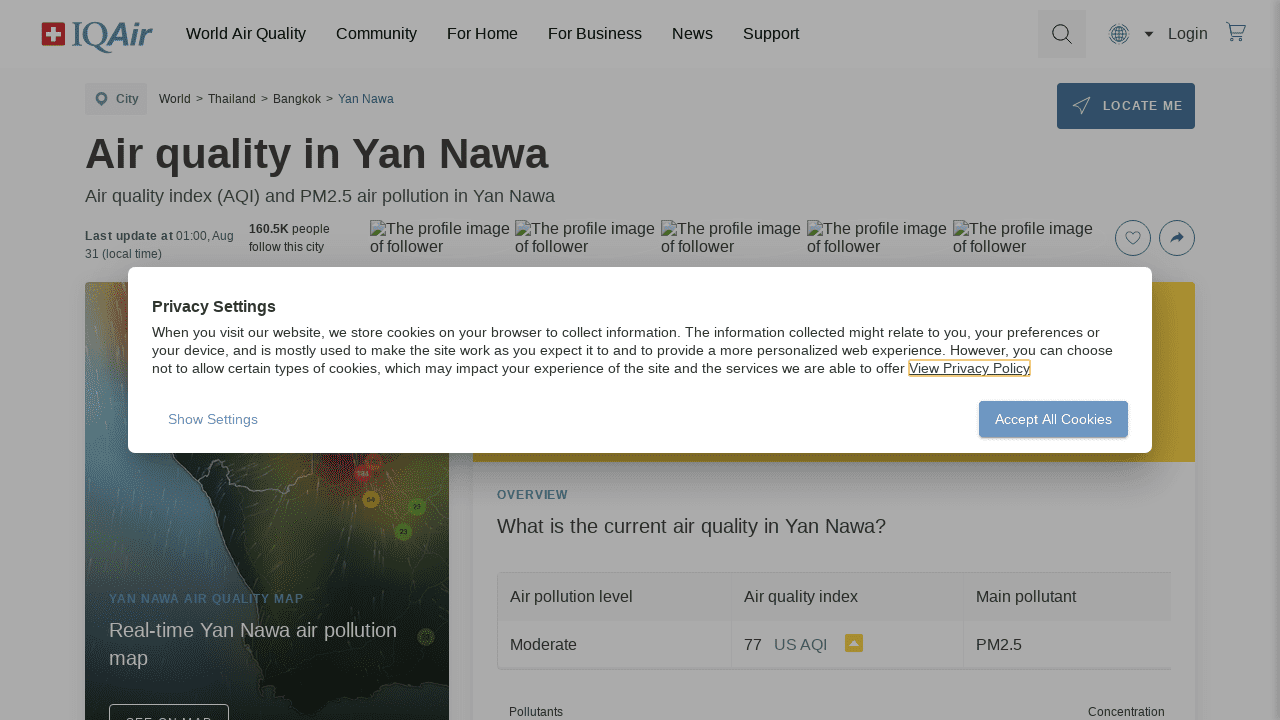 IQAir
World Air Quality
Community
For Home
For Business
News
Support
Login
City
World > Thailand > Bangkok > Yan Nawa
LOCATE ME
Air quality in Yan Nawa
Air quality index (AQI) and PM2.5 air pollution in Yan Nawa
Last update at 01:00, Aug
31 (local time)
160.5K people
follow this city
The profile image
of follower
The profile image
of follower
The profile image
of follower
The profile image
of follower
The profile image
of follower
Privacy Settings
When you visit our website, we store cookies on your browser to collect information. The information collected might relate to you, your preferences or
your device, and is mostly used to make the site work as you expect it to and to provide a more personalized web experience. However, you can choose
not to allow certain types of cookies, which may impact your experience of the site and the services we are able to offer View Privacy Policy
Show Settings
Accept All Cookies
YAN NAWA AIR QUALITY MAP
Real-time Yan Nawa air pollution
map
SEE ON MAP
OVERVIEW
What is the current air quality in Yan Nawa?
Air pollution level
Air quality index
Main pollutant
Moderate
77 US AQI
PM2.5
Pollutants
Concentration